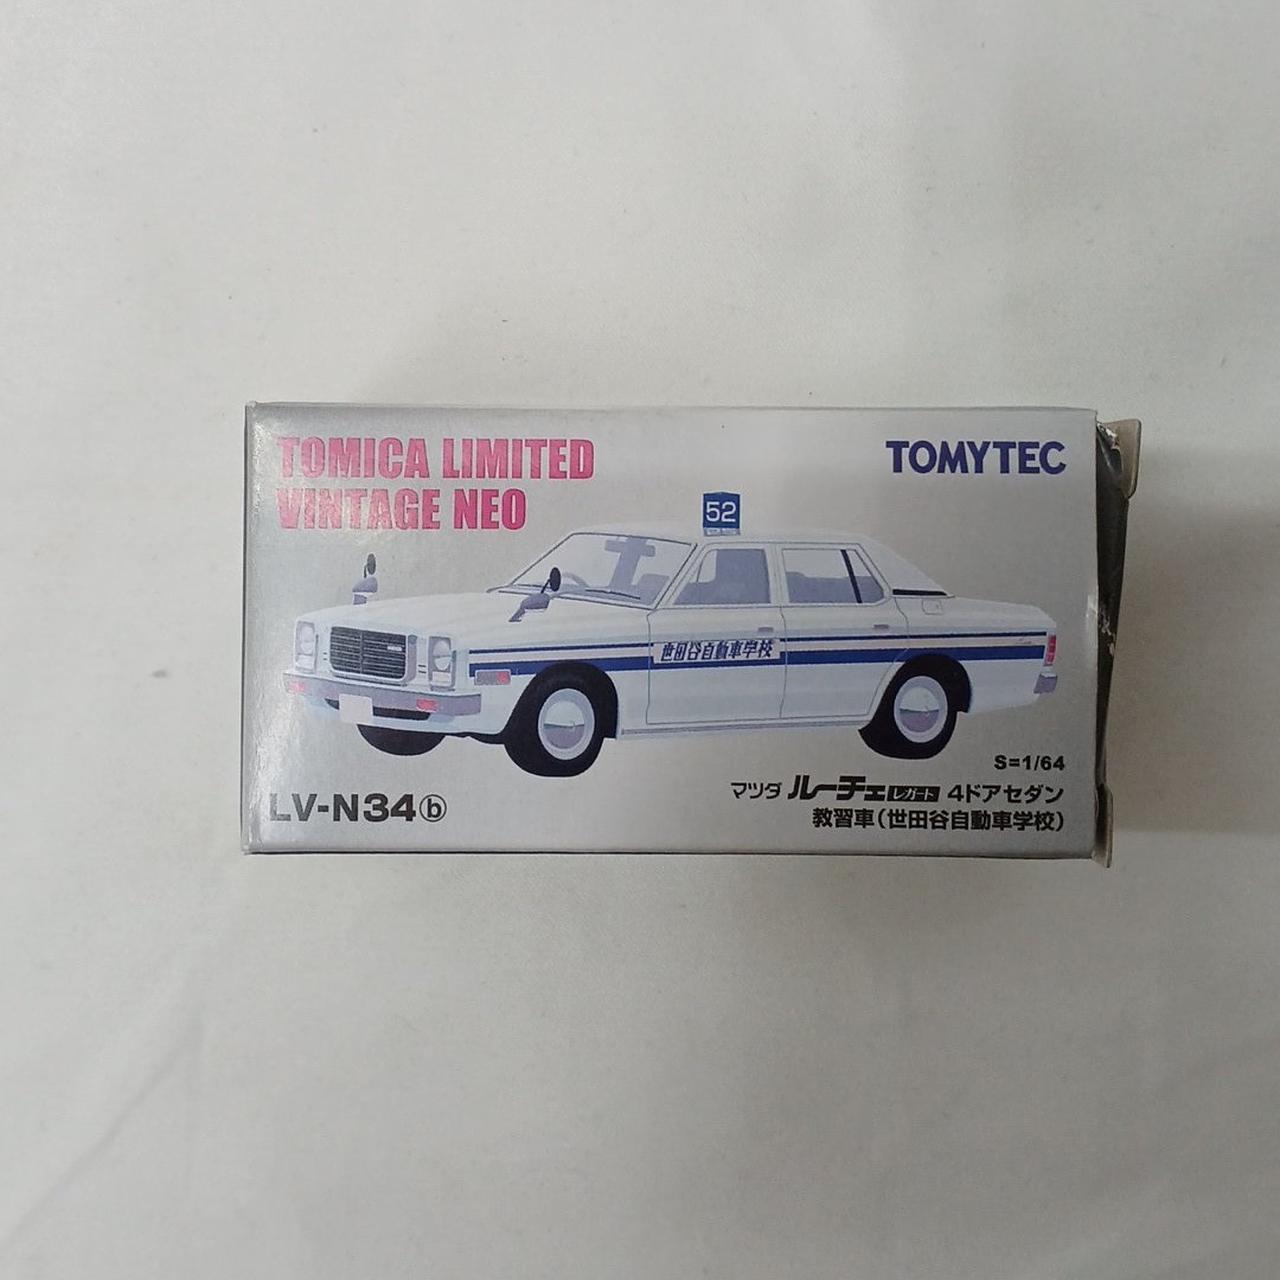 TOMICA LIMITED
VINTAGE NEO
TOMYTEC
52
世田谷自動車学校
S=1/64
LV-N34ⓑ
マツダ ルーチェ レガート 4ドアセダン
教習車(世田谷自動車学校)